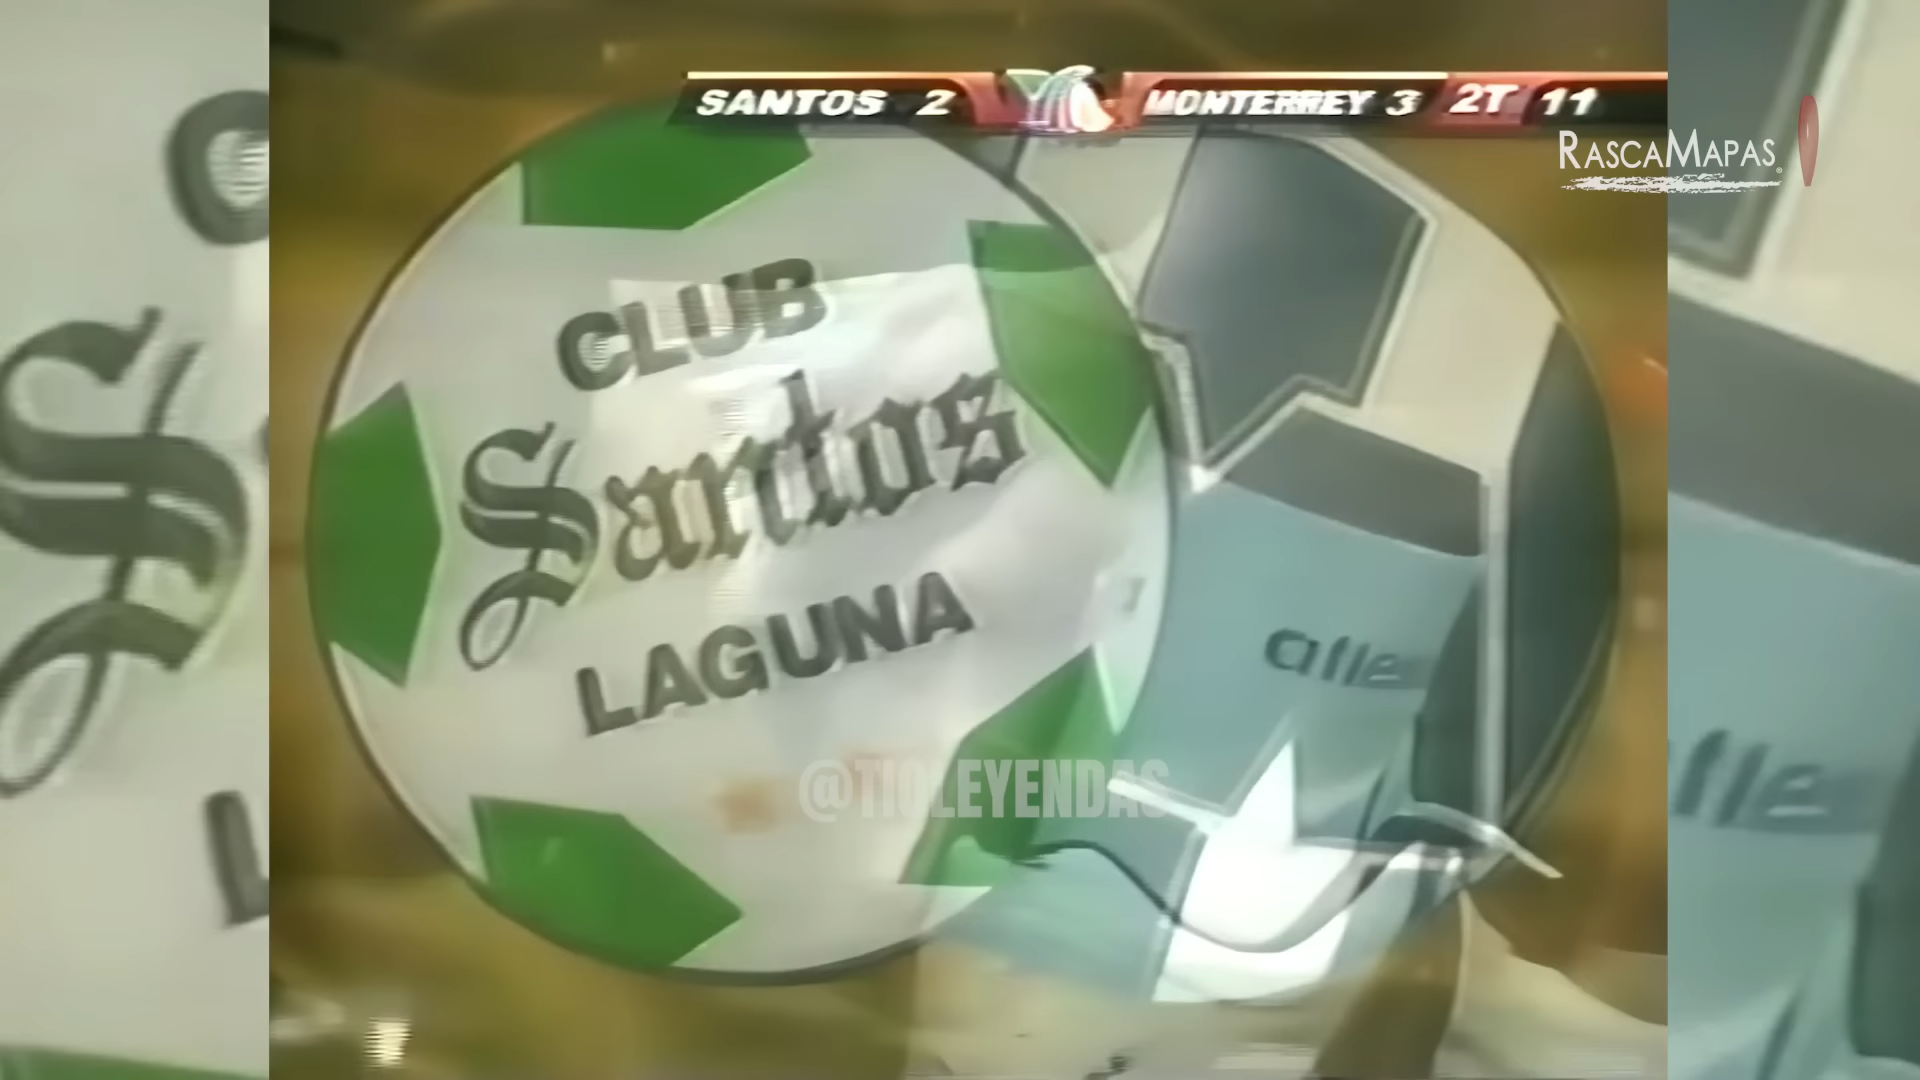 SANTOS 2 MONTERREY 3 2T 11
RASCAMAPAS
CLUB
Santos
LAGUNA
@TIOLEYENDAS